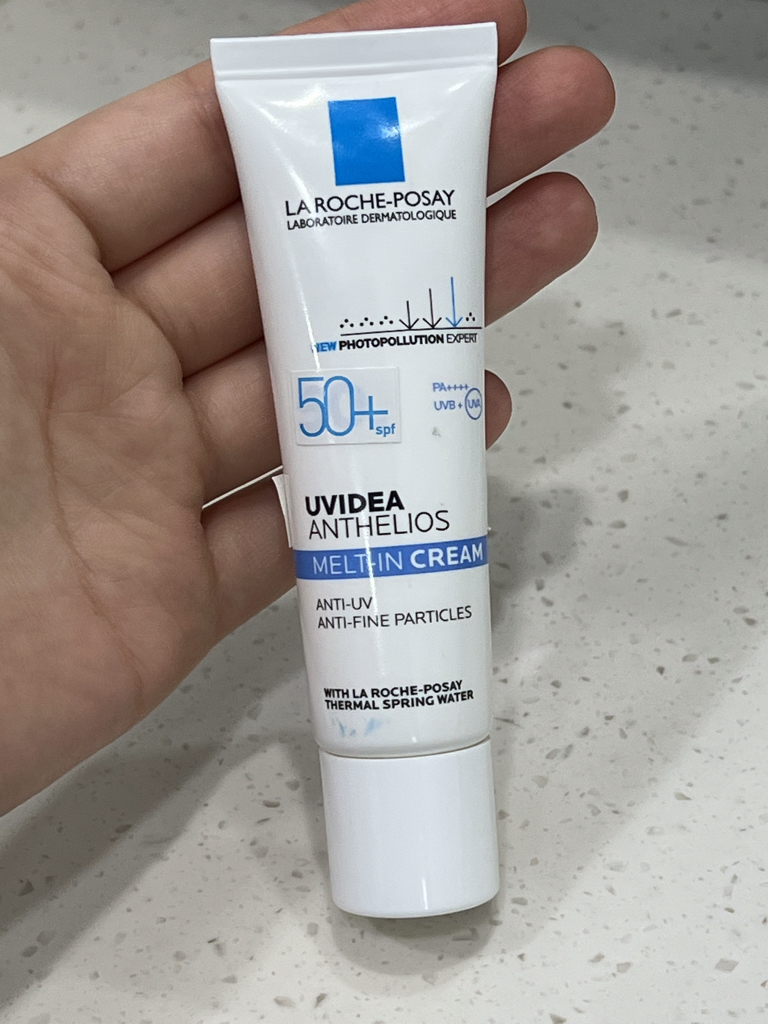 LA ROCHE-POSAY
LABORATOIRE DERMATOLOGIQUE
NEW PHOTOPOLLUTION EXPERT
50+ spf
PA++++
UVB + UVA
UVIDEA
ANTHELIOS
MELT-IN CREAM
ANTI-UV
ANTI-FINE PARTICLES
WITH LA ROCHE-POSAY
THERMAL SPRING WATER